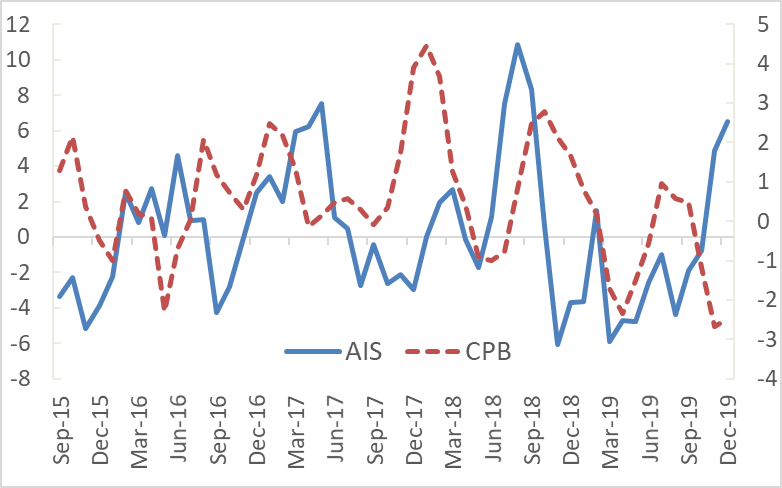 12
10
8
6
4
2
0
-2
-4
-6
-8
5
4
3
2
1
0
-1
-2
-3
-4
AIS
CPB
Sep-15
Dec-15
Mar-16
Jun-16
Sep-16
Dec-16
Mar-17
Jun-17
Sep-17
Dec-17
Mar-18
Jun-18
Sep-18
Dec-18
Mar-19
Jun-19
Sep-19
Dec-19